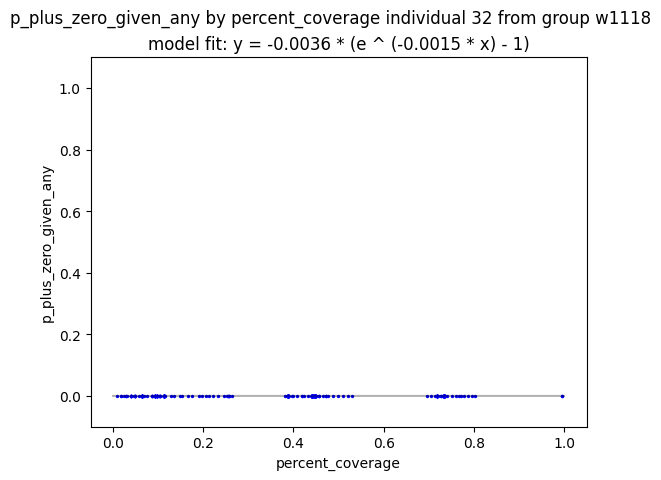 p_plus_zero_given_any by percent_coverage individual 32 from group w1118
model fit: y = -0.0036 * (e ^ (-0.0015 * x) - 1)
1.0
0.8
0.6
0.4
0.2
0.0
p_plus_zero_given_any
0.0 0.2 0.4 0.6 0.8 1.0
percent_coverage